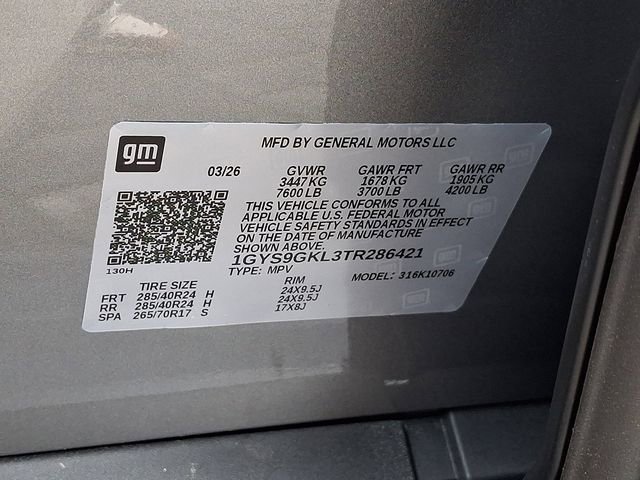 gm
MFD BY GENERAL MOTORS LLC
03/26 GVWR GAWR FRT GAWR RR
3447 KG 1678 KG 1905 KG
7600 LB 3700 LB 4200 LB
THIS VEHICLE CONFORMS TO ALL
APPLICABLE U.S. FEDERAL MOTOR
VEHICLE SAFETY STANDARDS IN EFFECT
ON THE DATE OF MANUFACTURE
SHOWN ABOVE.
1GYS9GKL3TR286421
130H
TYPE: MPV MODEL: 316K10706
TIRE SIZE RIM
FRT 285/40R24 H 24X9.5J
RR 285/40R24 H 24X9.5J
SPA 265/70R17 S 17X8J